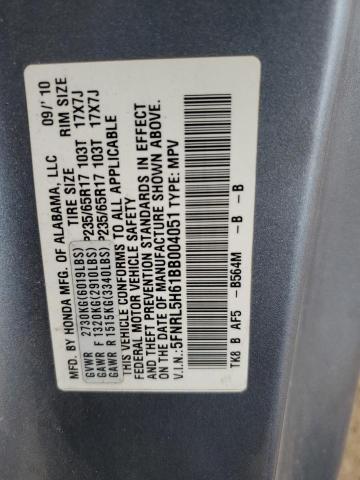 MFD. BY HONDA MFG. OF ALABAMA, LLC 09/'10
TIRE SIZE RIM SIZE
GVWR 2730KG(6019LBS)
GAWR F 1320KG(2910LBS) P235/65R17 103T 17X7J
GAWR R 1515KG(3340LBS) P235/65R17 103T 17X7J
THIS VEHICLE CONFORMS TO ALL APPLICABLE
FEDERAL MOTOR VEHICLE SAFETY AND
THEFT PREVENTION STANDARDS IN EFFECT
ON THE DATE OF MANUFACTURE SHOWN ABOVE.
V.I.N.: 5FNRL5H61BB004051 TYPE: MPV
TK8 B AF5 -B564M - B - B